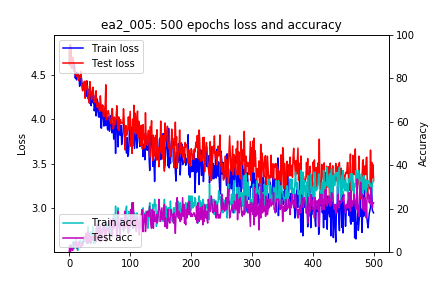 ea2_005: 500 epochs loss and accuracy
Train loss
Test loss
Train acc
Test acc
Loss
4.5
4.0
3.5
3.0
Accuracy
100
80
60
40
20
0
0
100
200
300
400
500